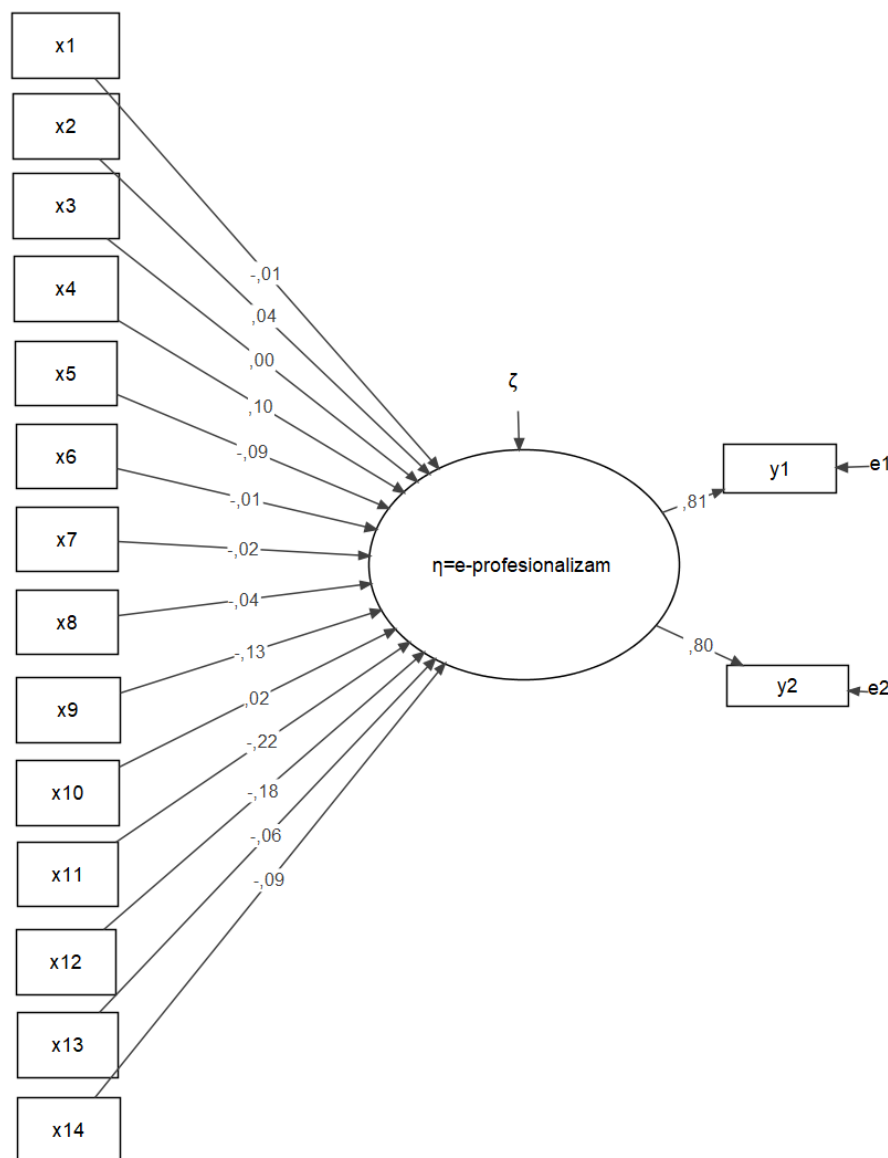 x1
x2
x3
x4
x5
x6
x7
x8
x9
x10
x11
x12
x13
x14
-,01
,04
,00
,10
-,09
-,01
-,02
-,04
-,13
,02
-,22
-,18
-,06
-,09
ζ
η=e-profesionalizam
,81
,80
y1
e1
y2
e2